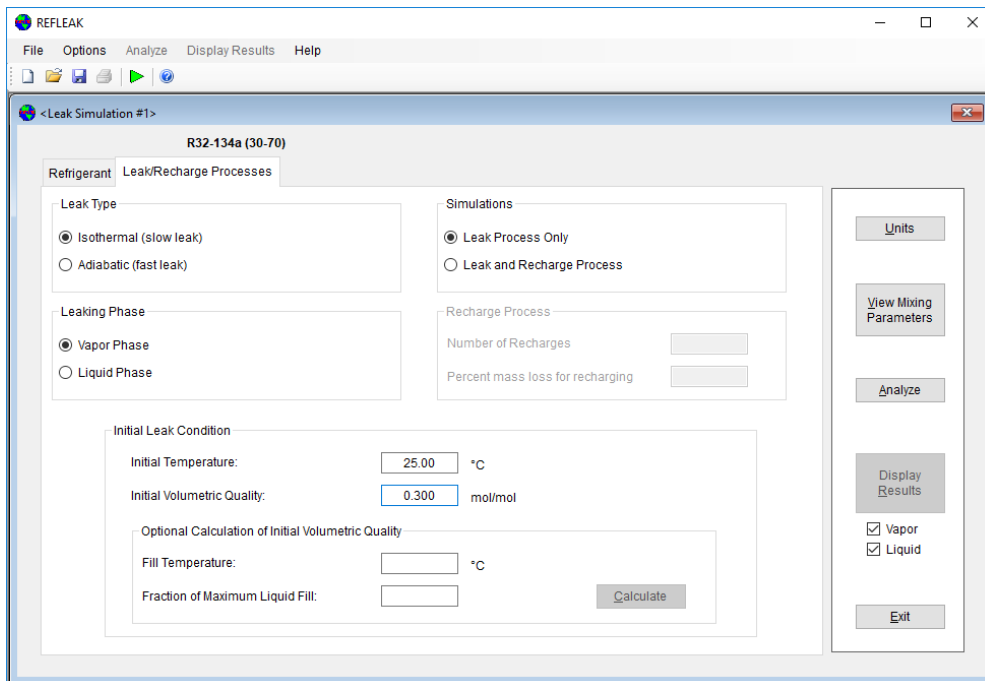 REFLEAK
File Options Analyze Display Results Help
<Leak Simulation #1>
R32-134a (30-70)
Refrigerant Leak/Recharge Processes
Leak Type
Isothermal (slow leak)
Adiabatic (fast leak)
Simulations
Leak Process Only
Leak and Recharge Process
Leaking Phase
Vapor Phase
Liquid Phase
Recharge Process
Number of Recharges
Percent mass loss for recharging
Initial Leak Condition
Initial Temperature: 25.00 °C
Initial Volumetric Quality: 0.300 mol/mol
Optional Calculation of Initial Volumetric Quality
Fill Temperature: °C
Fraction of Maximum Liquid Fill: Calculate
Units
View Mixing
Parameters
Analyze
Display
Results
Vapor
Liquid
Exit